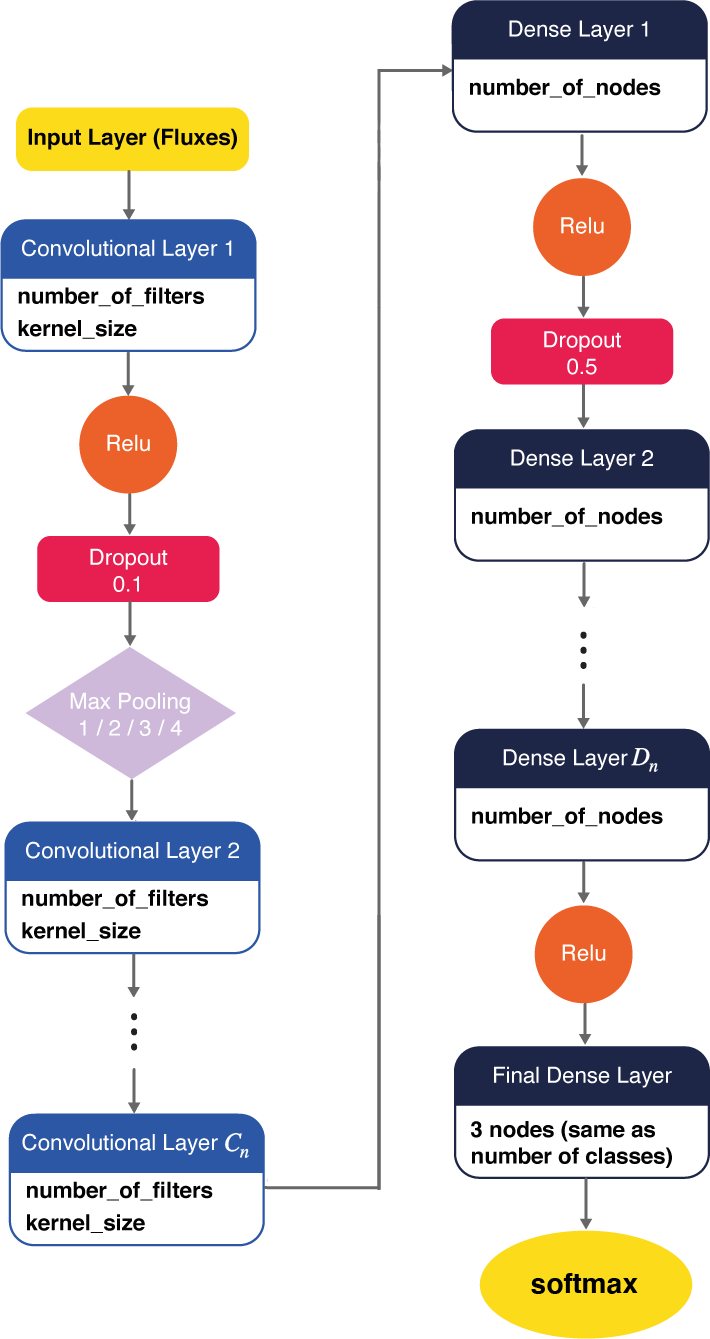 Input Layer (Fluxes)
Convolutional Layer 1
number_of_filters
kernel_size
Relu
Dropout
0.1
Max Pooling
1 / 2 / 3 / 4
Convolutional Layer 2
number_of_filters
kernel_size
⋮
Convolutional Layer Cₙ
number_of_filters
kernel_size
Dense Layer 1
number_of_nodes
Relu
Dropout
0.5
Dense Layer 2
number_of_nodes
⋮
Dense Layer Dₙ
number_of_nodes
Relu
Final Dense Layer
3 nodes (same as
number of classes)
softmax